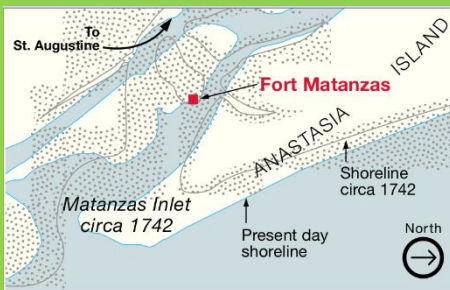 To
St. Augustine
Fort Matanzas
ANASTASIA ISLAND
Shoreline
circa 1742
Matanzas Inlet
circa 1742
Present day
shoreline
North